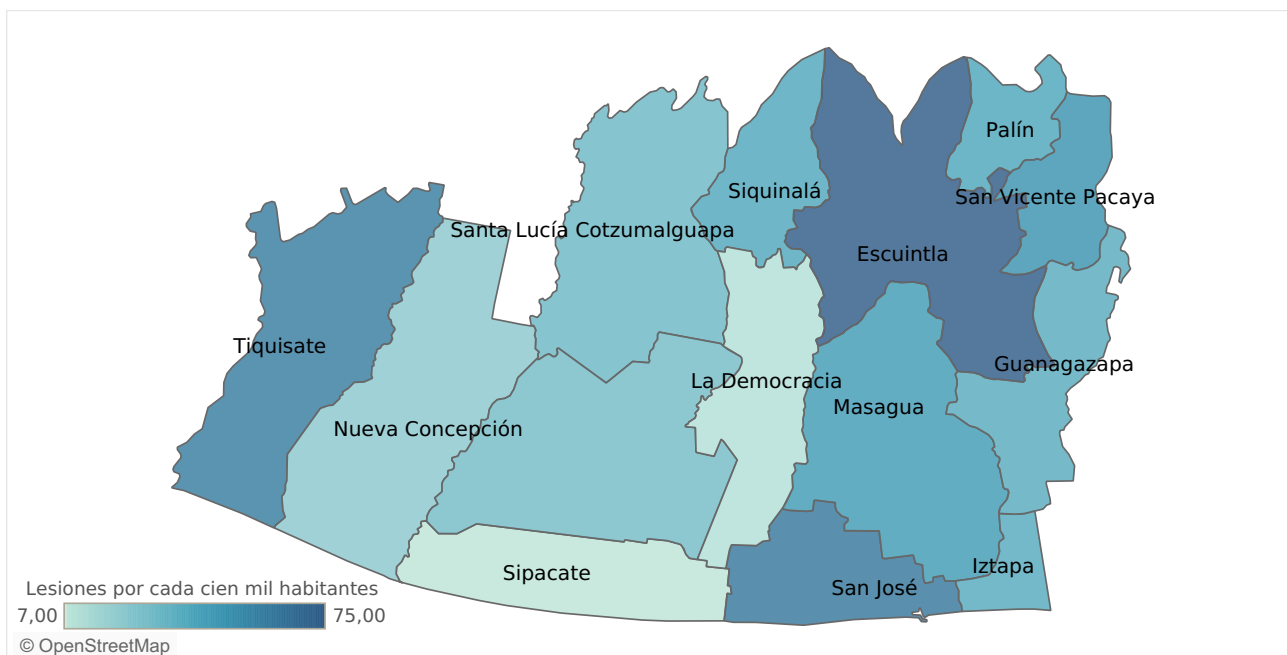 Palín
Siquinalá
San Vicente Pacaya
Santa Lucía Cotzumalguapa
Escuintla
Tiquisate
Guanagazapa
La Democracia
Masagua
Nueva Concepción
Iztapa
Sipacate
San José
Lesiones por cada cien mil habitantes
7,00 75,00
© OpenStreetMap